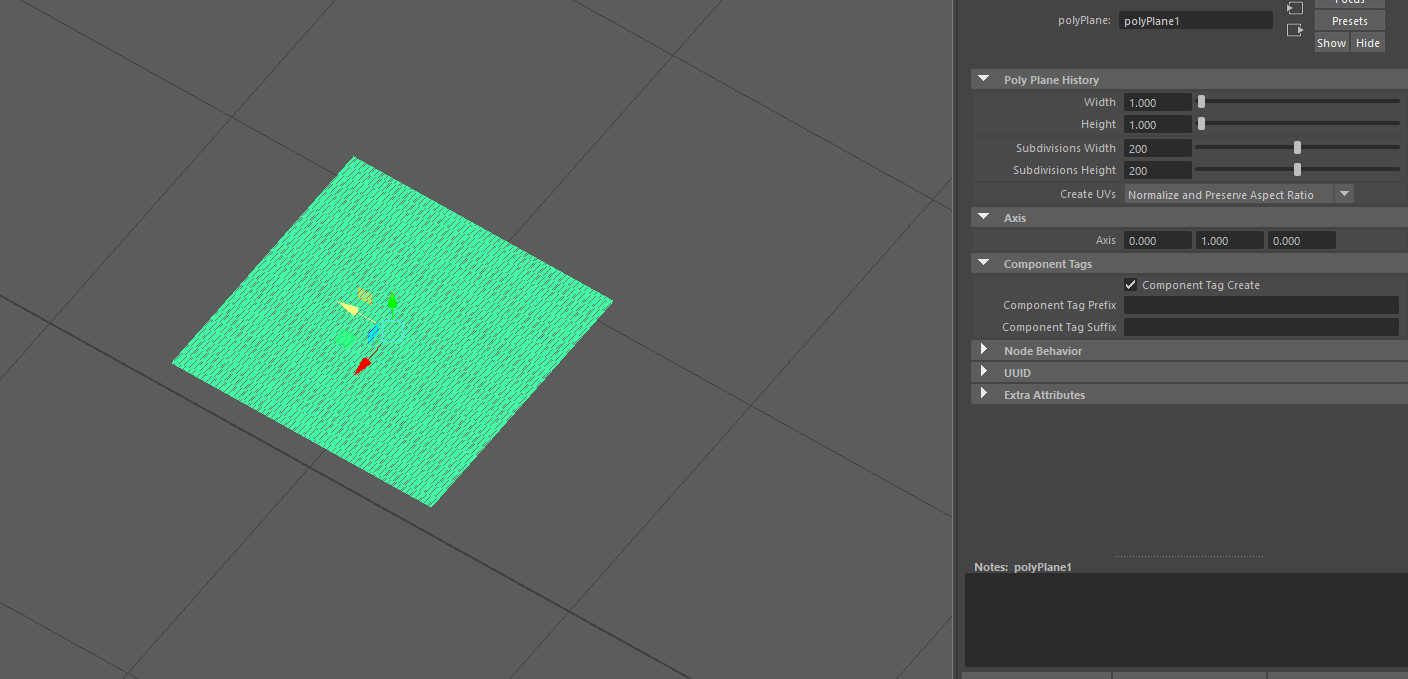 Focus
polyPlane: polyPlane1
Presets
Show Hide
Poly Plane History
Width 1.000
Height 1.000
Subdivisions Width 200
Subdivisions Height 200
Create UVs Normalize and Preserve Aspect Ratio
Axis
Axis 0.000 1.000 0.000
Component Tags
Component Tag Create
Component Tag Prefix
Component Tag Suffix
Node Behavior
UUID
Extra Attributes
Notes: polyPlane1